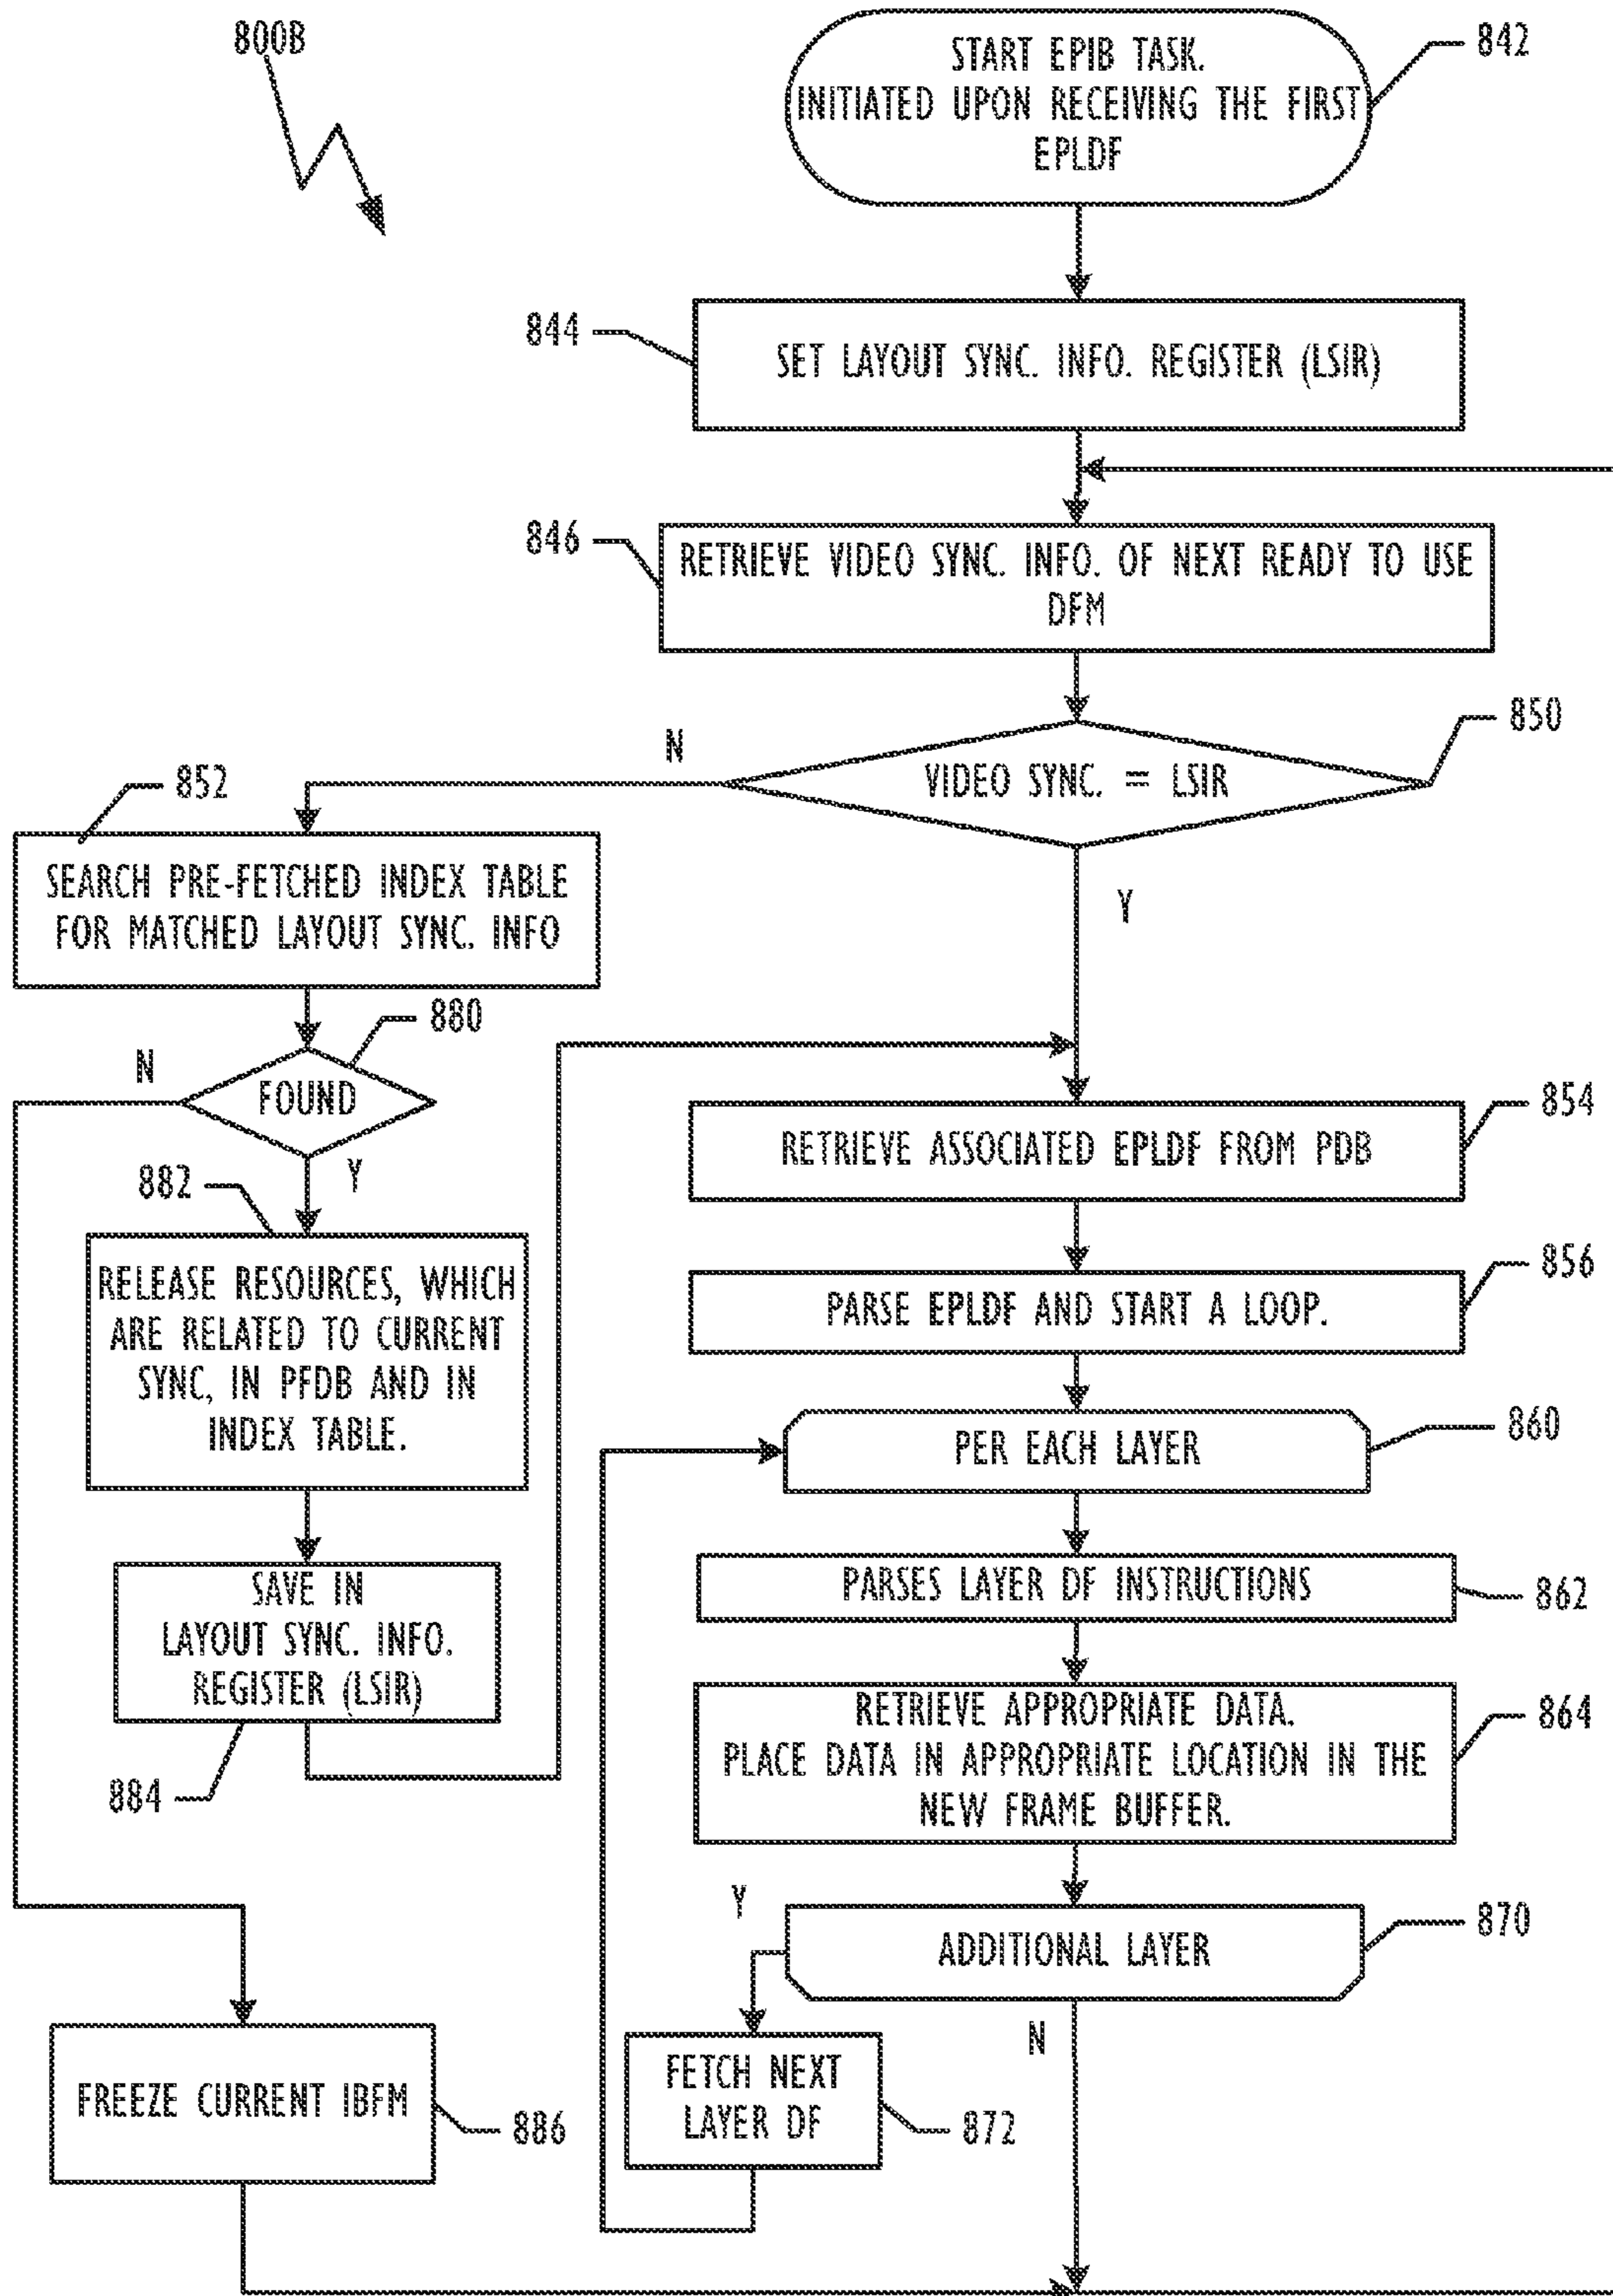 800B
START EPIB TASK.
INITIATED UPON RECEIVING THE FIRST
EPLDF
842
844
SET LAYOUT SYNC. INFO. REGISTER (LSIR)
846
RETRIEVE VIDEO SYNC. INFO. OF NEXT READY TO USE
DFM
850
N
VIDEO SYNC. = LSIR
Y
852
SEARCH PRE-FETCHED INDEX TABLE
FOR MATCHED LAYOUT SYNC. INFO
880
N
FOUND
Y
882
RELEASE RESOURCES, WHICH
ARE RELATED TO CURRENT
SYNC, IN PFDB AND IN
INDEX TABLE.
SAVE IN
LAYOUT SYNC. INFO.
REGISTER (LSIR)
884
RETRIEVE ASSOCIATED EPLDF FROM PDB
854
PARSE EPLDF AND START A LOOP.
856
PER EACH LAYER
860
PARSES LAYER DF INSTRUCTIONS
862
RETRIEVE APPROPRIATE DATA.
PLACE DATA IN APPROPRIATE LOCATION IN THE
NEW FRAME BUFFER.
864
Y
ADDITIONAL LAYER
870
N
FETCH NEXT
LAYER DF
872
FREEZE CURRENT IBFM
886